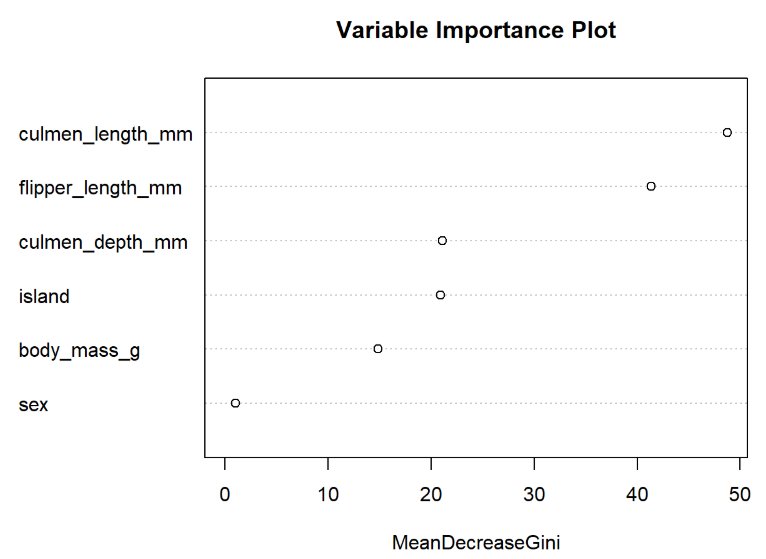 Variable Importance Plot
culmen_length_mm
flipper_length_mm
culmen_depth_mm
island
body_mass_g
sex
0 10 20 30 40 50
MeanDecreaseGini